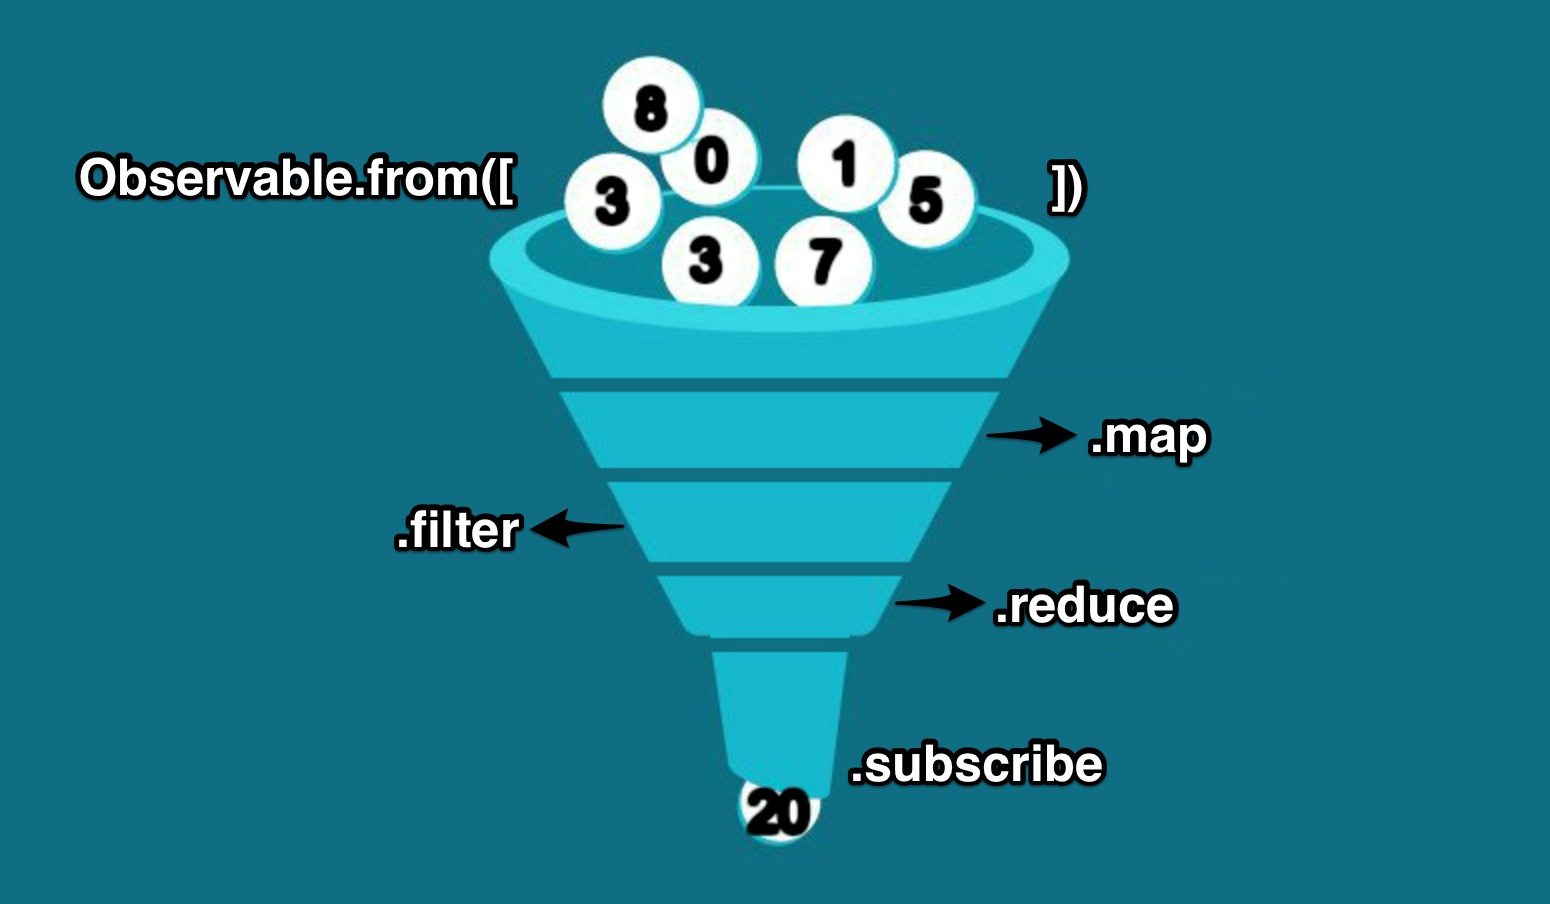 8
0
1
Observable.from([
3
5
])
3
7
.map
.filter
.reduce
.subscribe
20